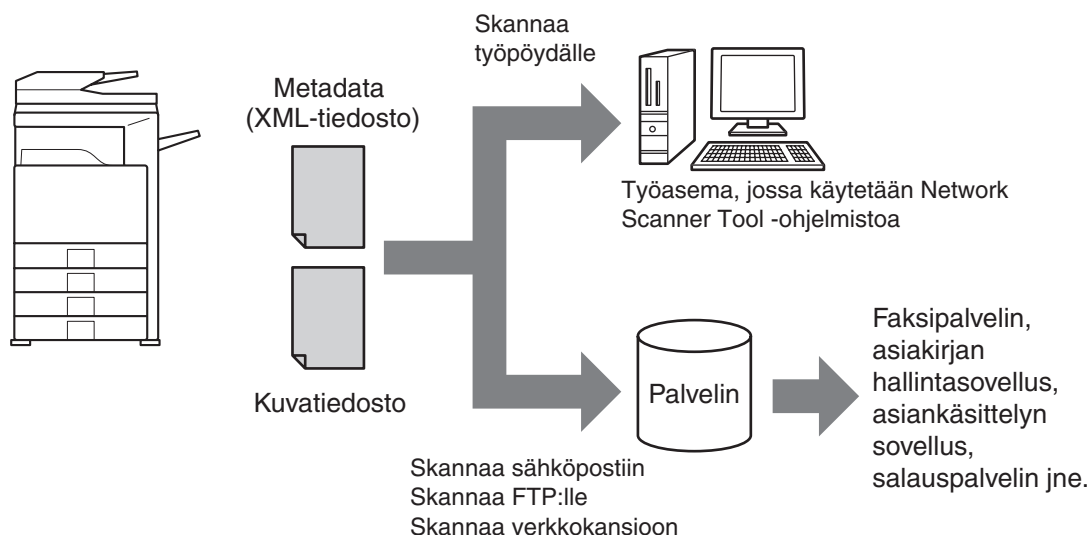 Skannaa
työpöydälle
Metadata
(XML-tiedosto)
Työasema, jossa käytetään Network
Scanner Tool -ohjelmistoa
Kuvatiedosto
Palvelin
Faksipalvelin,
asiakirjan
hallintasovellus,
asiankäsittelyn
sovellus,
salauspalvelin jne.
Skannaa sähköpostiin
Skannaa FTP:lle
Skannaa verkkokansioon